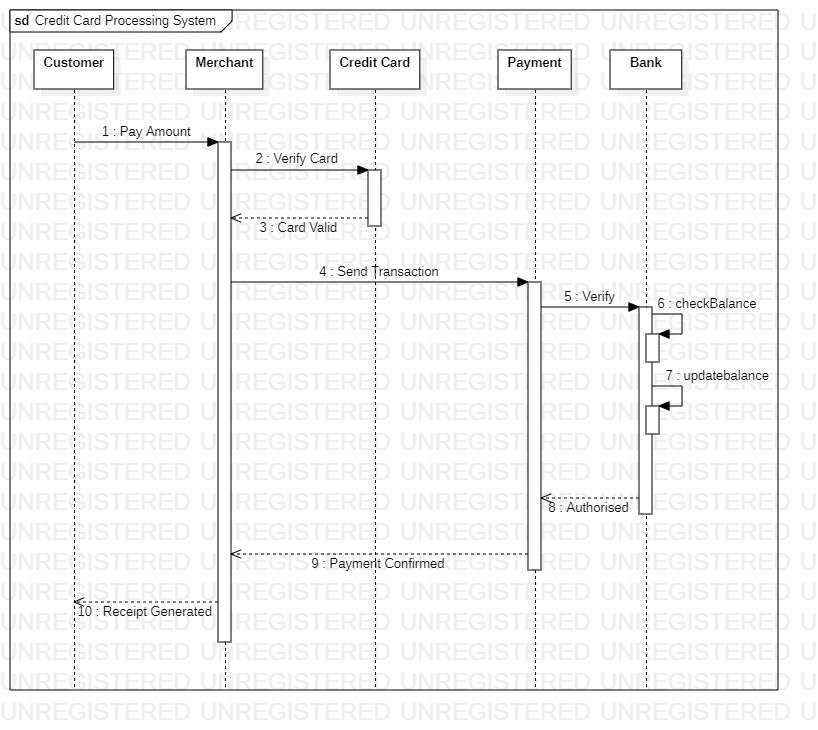 sd Credit Card Processing System
Customer
Merchant
Credit Card
Payment
Bank
1 : Pay Amount
2 : Verify Card
3 : Card Valid
4 : Send Transaction
5 : Verify
6 : checkBalance
7 : updatebalance
8 : Authorised
9 : Payment Confirmed
10 : Receipt Generated
UNREGISTERED